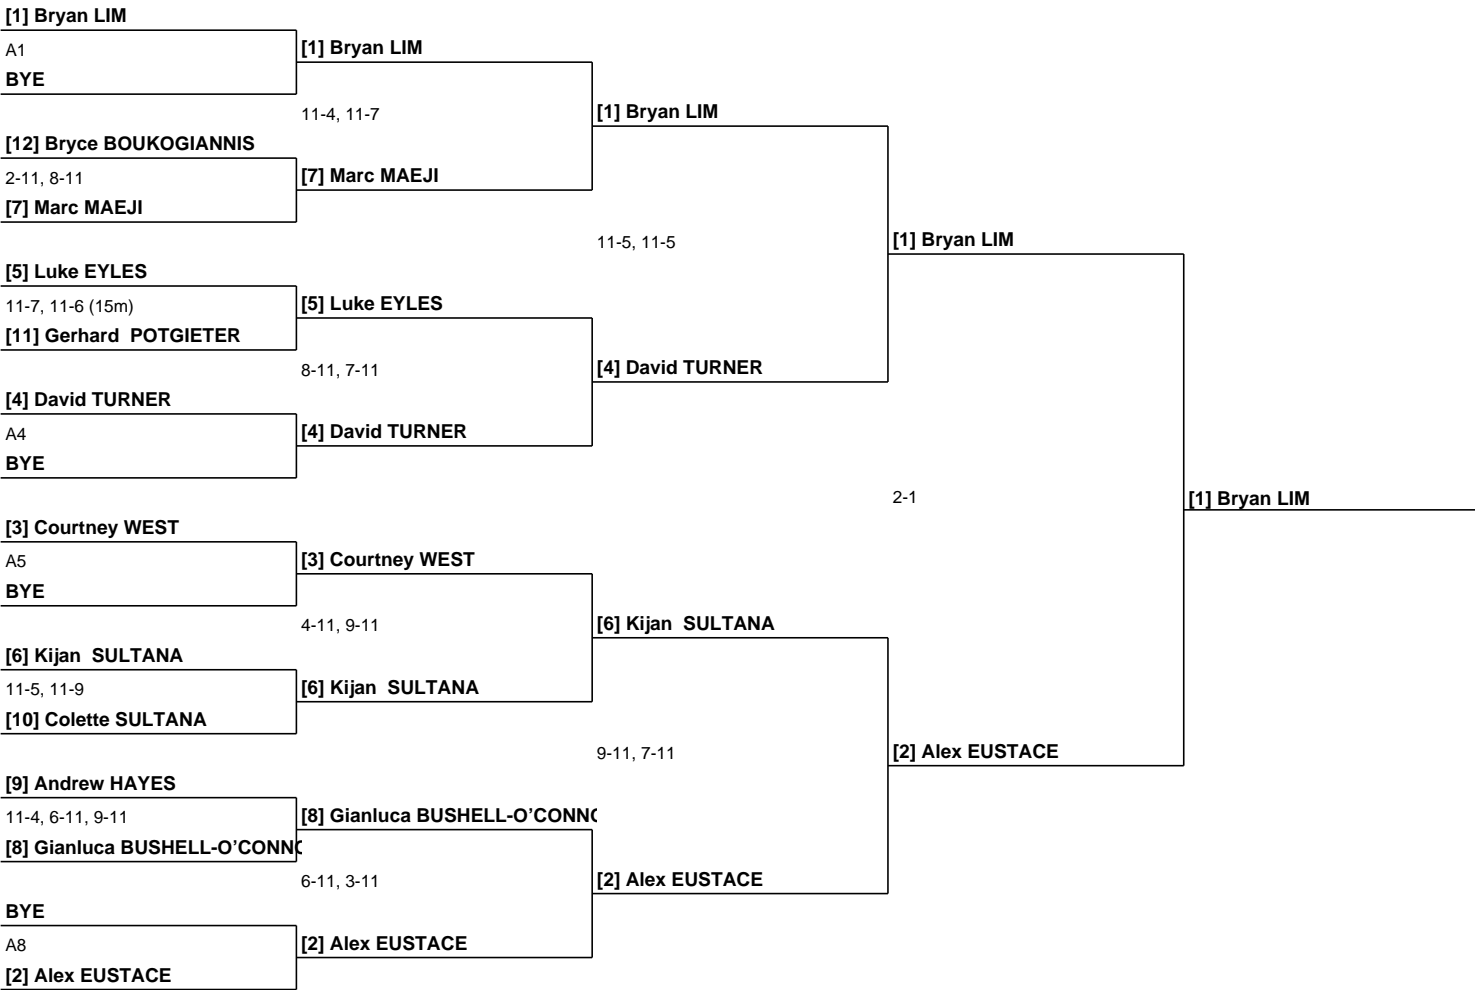 [1] Bryan LIM
A1
BYE
[12] Bryce BOUKOGIANNIS
2-11, 8-11
[7] Marc MAEJI
[5] Luke EYLES
11-7, 11-6 (15m)
[11] Gerhard POTGIETER
[4] David TURNER
A4
BYE
[3] Courtney WEST
A5
BYE
[6] Kijan SULTANA
11-5, 11-9
[10] Colette SULTANA
[9] Andrew HAYES
11-4, 6-11, 9-11
[8] Gianluca BUSHELL-O'CONNO
BYE
A8
[2] Alex EUSTACE
[1] Bryan LIM
11-4, 11-7
[7] Marc MAEJI
[5] Luke EYLES
8-11, 7-11
[4] David TURNER
[3] Courtney WEST
4-11, 9-11
[6] Kijan SULTANA
[8] Gianluca BUSHELL-O'CONNO
6-11, 3-11
[2] Alex EUSTACE
[1] Bryan LIM
11-5, 11-5
[4] David TURNER
[6] Kijan SULTANA
9-11, 7-11
[2] Alex EUSTACE
[1] Bryan LIM
2-1
[2] Alex EUSTACE
[1] Bryan LIM